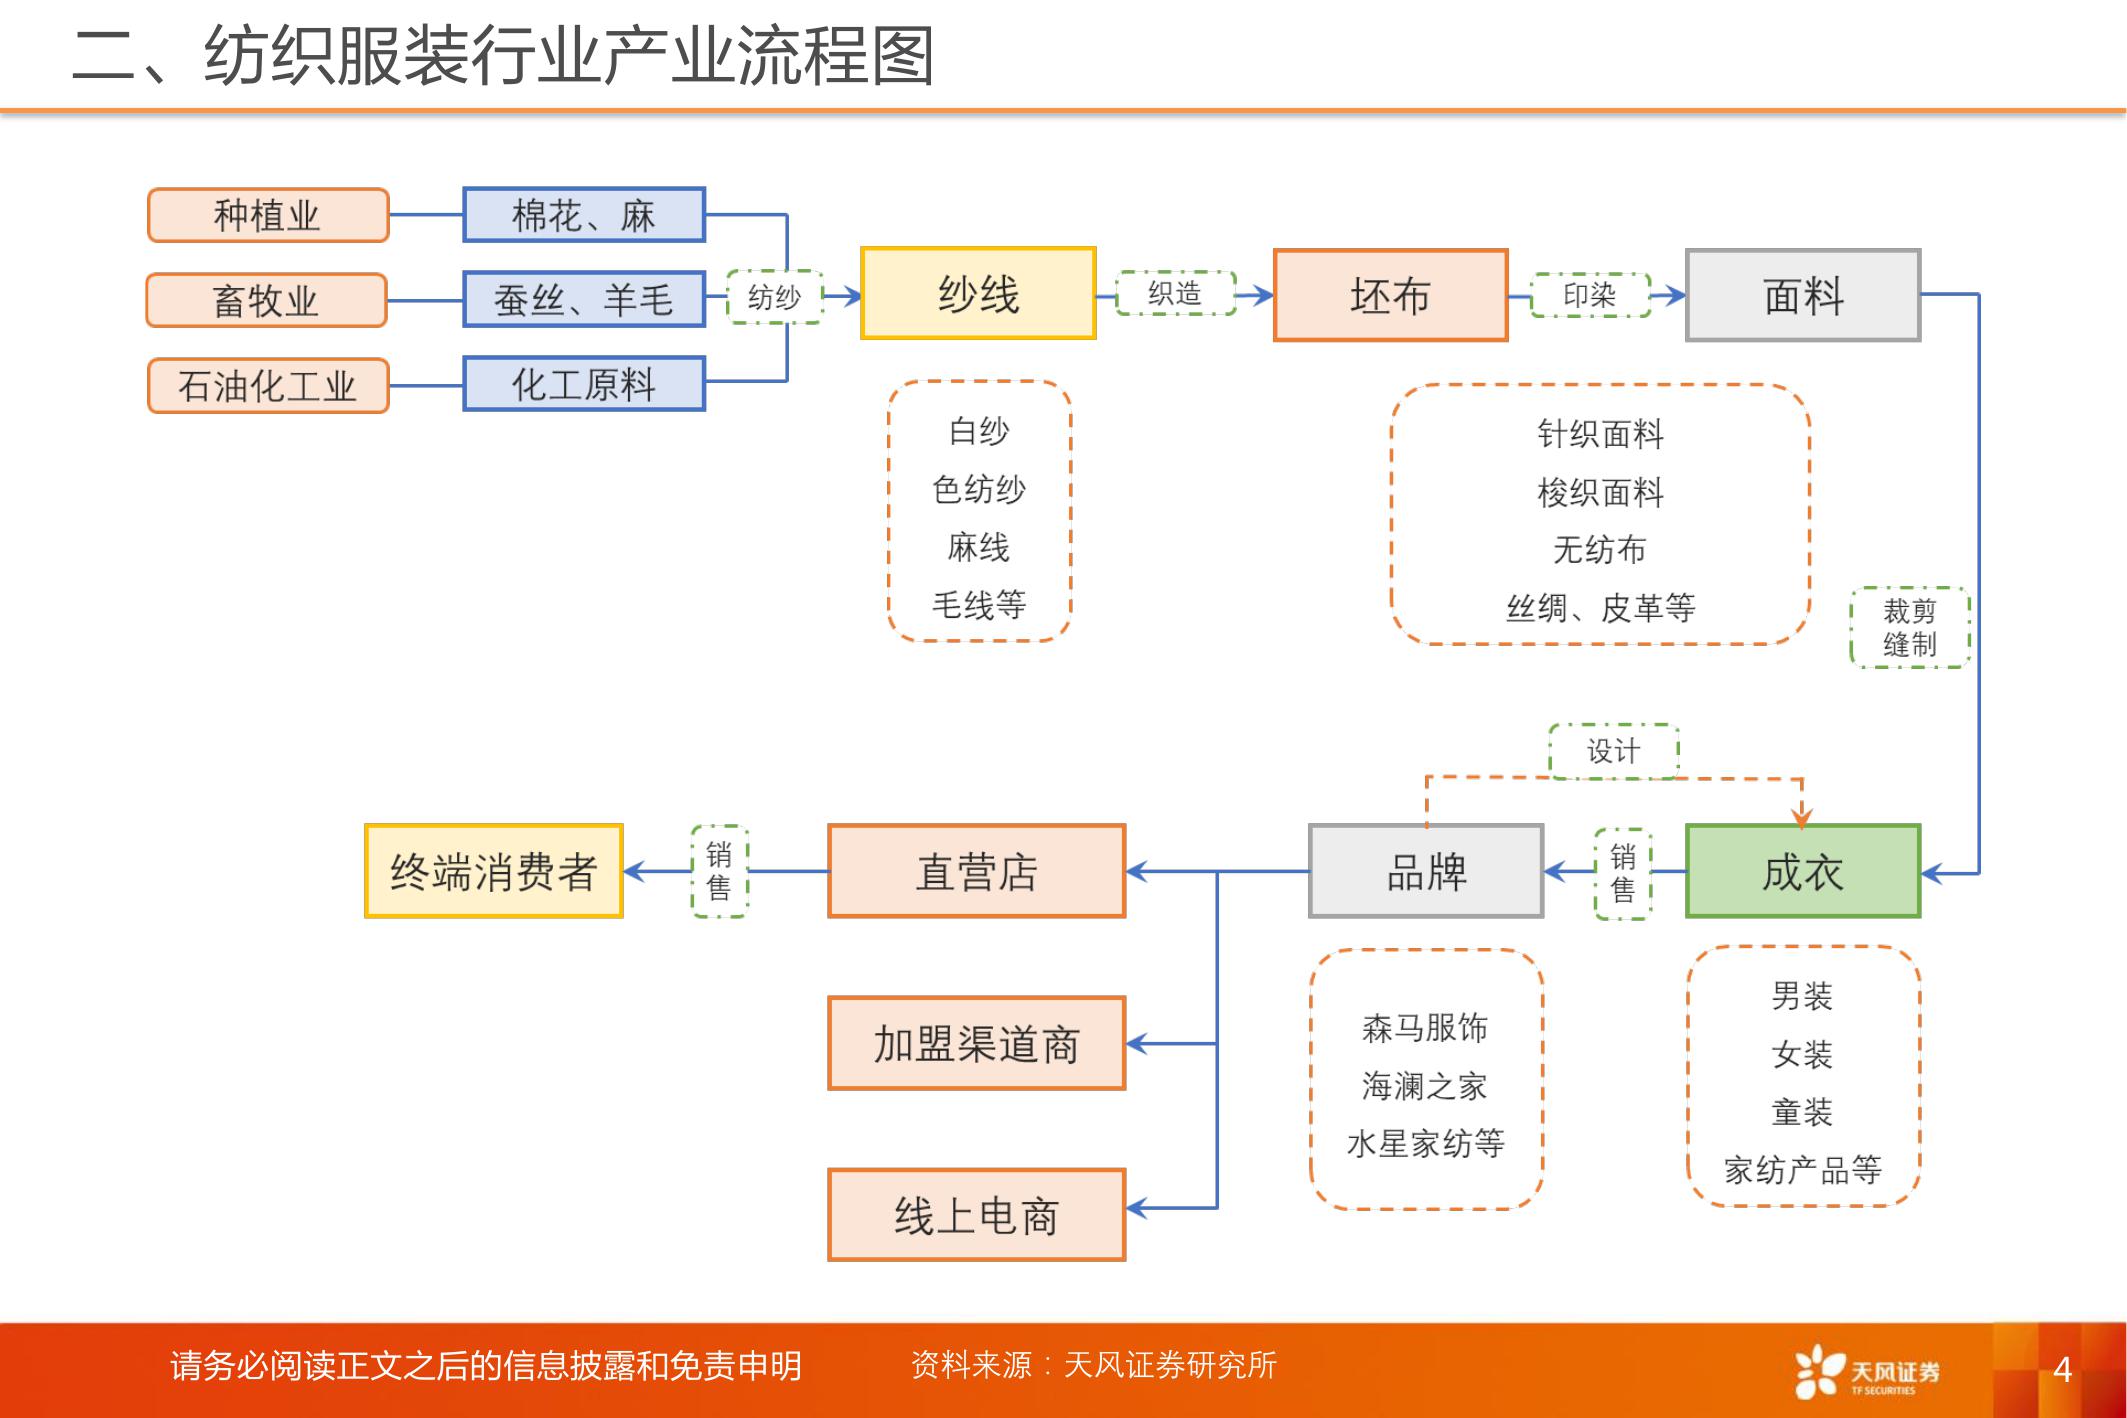 二、纺织服装行业产业流程图
种植业
棉花、麻
畜牧业
蚕丝、羊毛
石油化工业
化工原料
纺纱
纱线
织造
坯布
印染
面料
白纱
色纺纱
麻线
毛线等
针织面料
梭织面料
无纺布
丝绸、皮革等
裁剪
缝制
设计
终端消费者
销
售
直营店
品牌
销
售
成衣
加盟渠道商
线上电商
森马服饰
海澜之家
水星家纺等
男装
女装
童装
家纺产品等
请务必阅读正文之后的信息披露和免责申明
资料来源：天风证券研究所
天风证券
TF SECURITIES
4